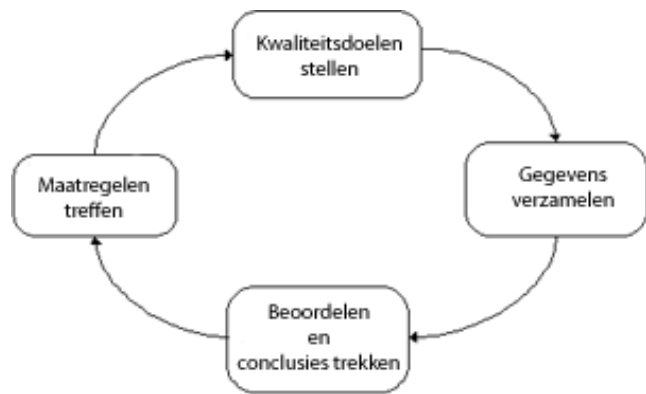 Kwaliteitsdoelen
stellen
Gegevens
verzamelen
Beoordelen
en
conclusies trekken
Maatregelen
treffen